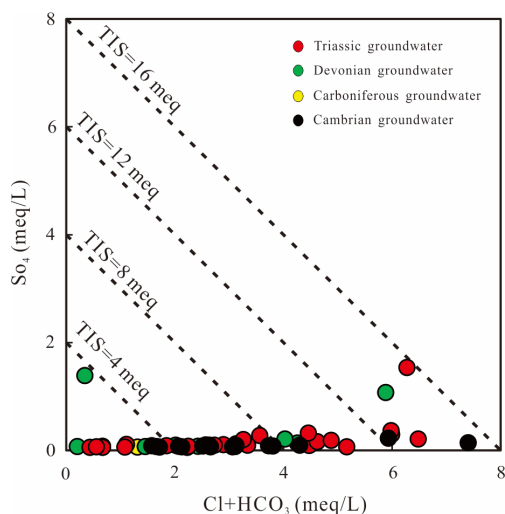 8
6
4
2
0
0
2
4
6
8
So₄ (meq/L)
Cl+HCO₃ (meq/L)
TIS=16 meq
TIS=12 meq
TIS=8 meq
TIS=4 meq
Triassic groundwater
Devonian groundwater
Carboniferous groundwater
Cambrian groundwater